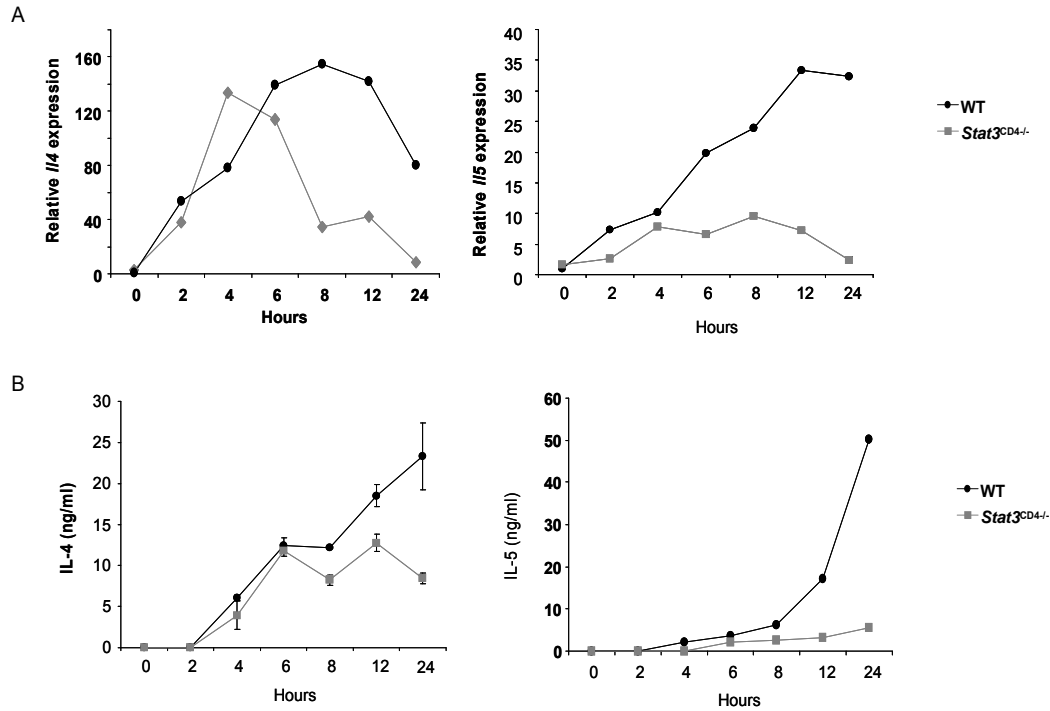 A
Relative Il4 expression
160
120
80
40
0
0 2 4 6 8 12 24
Hours
Relative Il5 expression
40
35
30
25
20
15
10
5
0
0 2 4 6 8 12 24
Hours
WT
Stat3CD4-/-
B
IL-4 (ng/ml)
30
25
20
15
10
5
0
0 2 4 6 8 12 24
Hours
IL-5 (ng/ml)
60
50
40
30
20
10
0
0 2 4 6 8 12 24
Hours
WT
Stat3CD4-/-